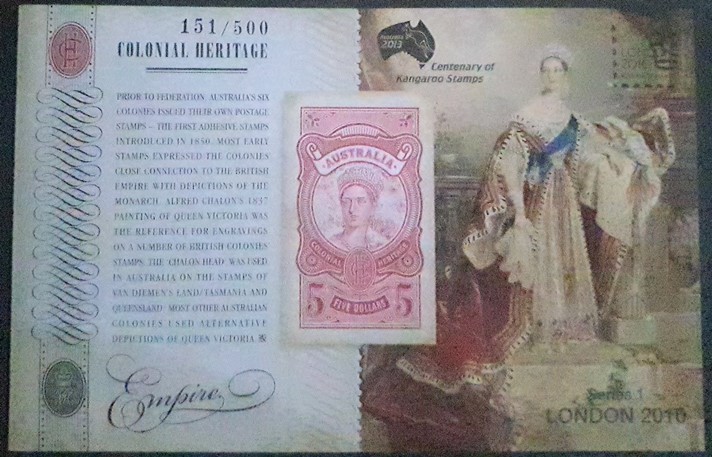 151/500
COLONIAL HERITAGE
PRIOR TO FEDERATION AUSTRALIA'S SIX
COLONIES ISSUED THEIR OWN POSTAGE
STAMPS – THE FIRST ADHESIVE STAMPS
INTRODUCED IN 1850. MOST EARLY
STAMPS EXPRESSED THE COLONIES
CLOSE CONNECTION TO THE BRITISH
EMPIRE WITH DEPICTIONS OF THE
MONARCH. ALFRED CHALON'S 1837
PAINTING OF QUEEN VICTORIA WAS
THE REFERENCE FOR ENGRAVINGS
ON A NUMBER OF BRITISH COLONIES
STAMPS. THE 'CHALON HEAD' WAS USED
IN AUSTRALIA ON THE STAMPS OF
VAN DIEMEN'S LAND/TASMANIA AND
QUEENSLAND. MOST OTHER AUSTRALIAN
COLONIES USED ALTERNATIVE
DEPICTIONS OF QUEEN VICTORIA
Empire
AUSTRALIA
COLONIAL HERITAGE
5 FIVE DOLLARS 5
2013
Centenary of
Kangaroo Stamps
2010
Series 1
LONDON 2010